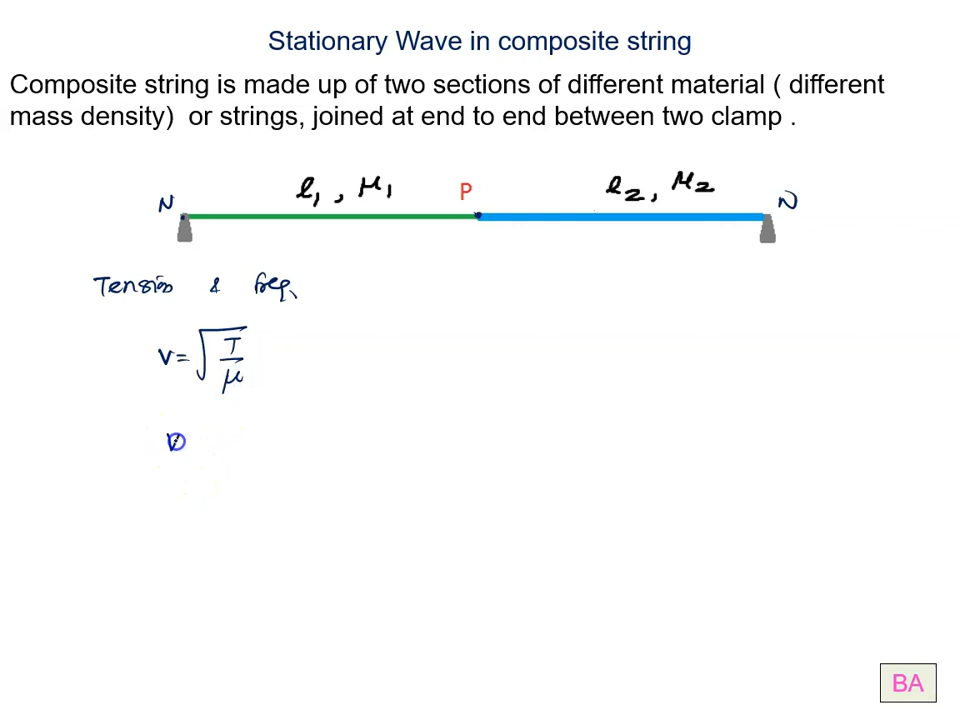 Stationary Wave in composite string
Composite string is made up of two sections of different material ( different
mass density) or strings, joined at end to end between two clamp .
N l₁ , μ₁ P l₂ , μ₂ N
Tension & freq.
v = √(T/μ)
v
BA